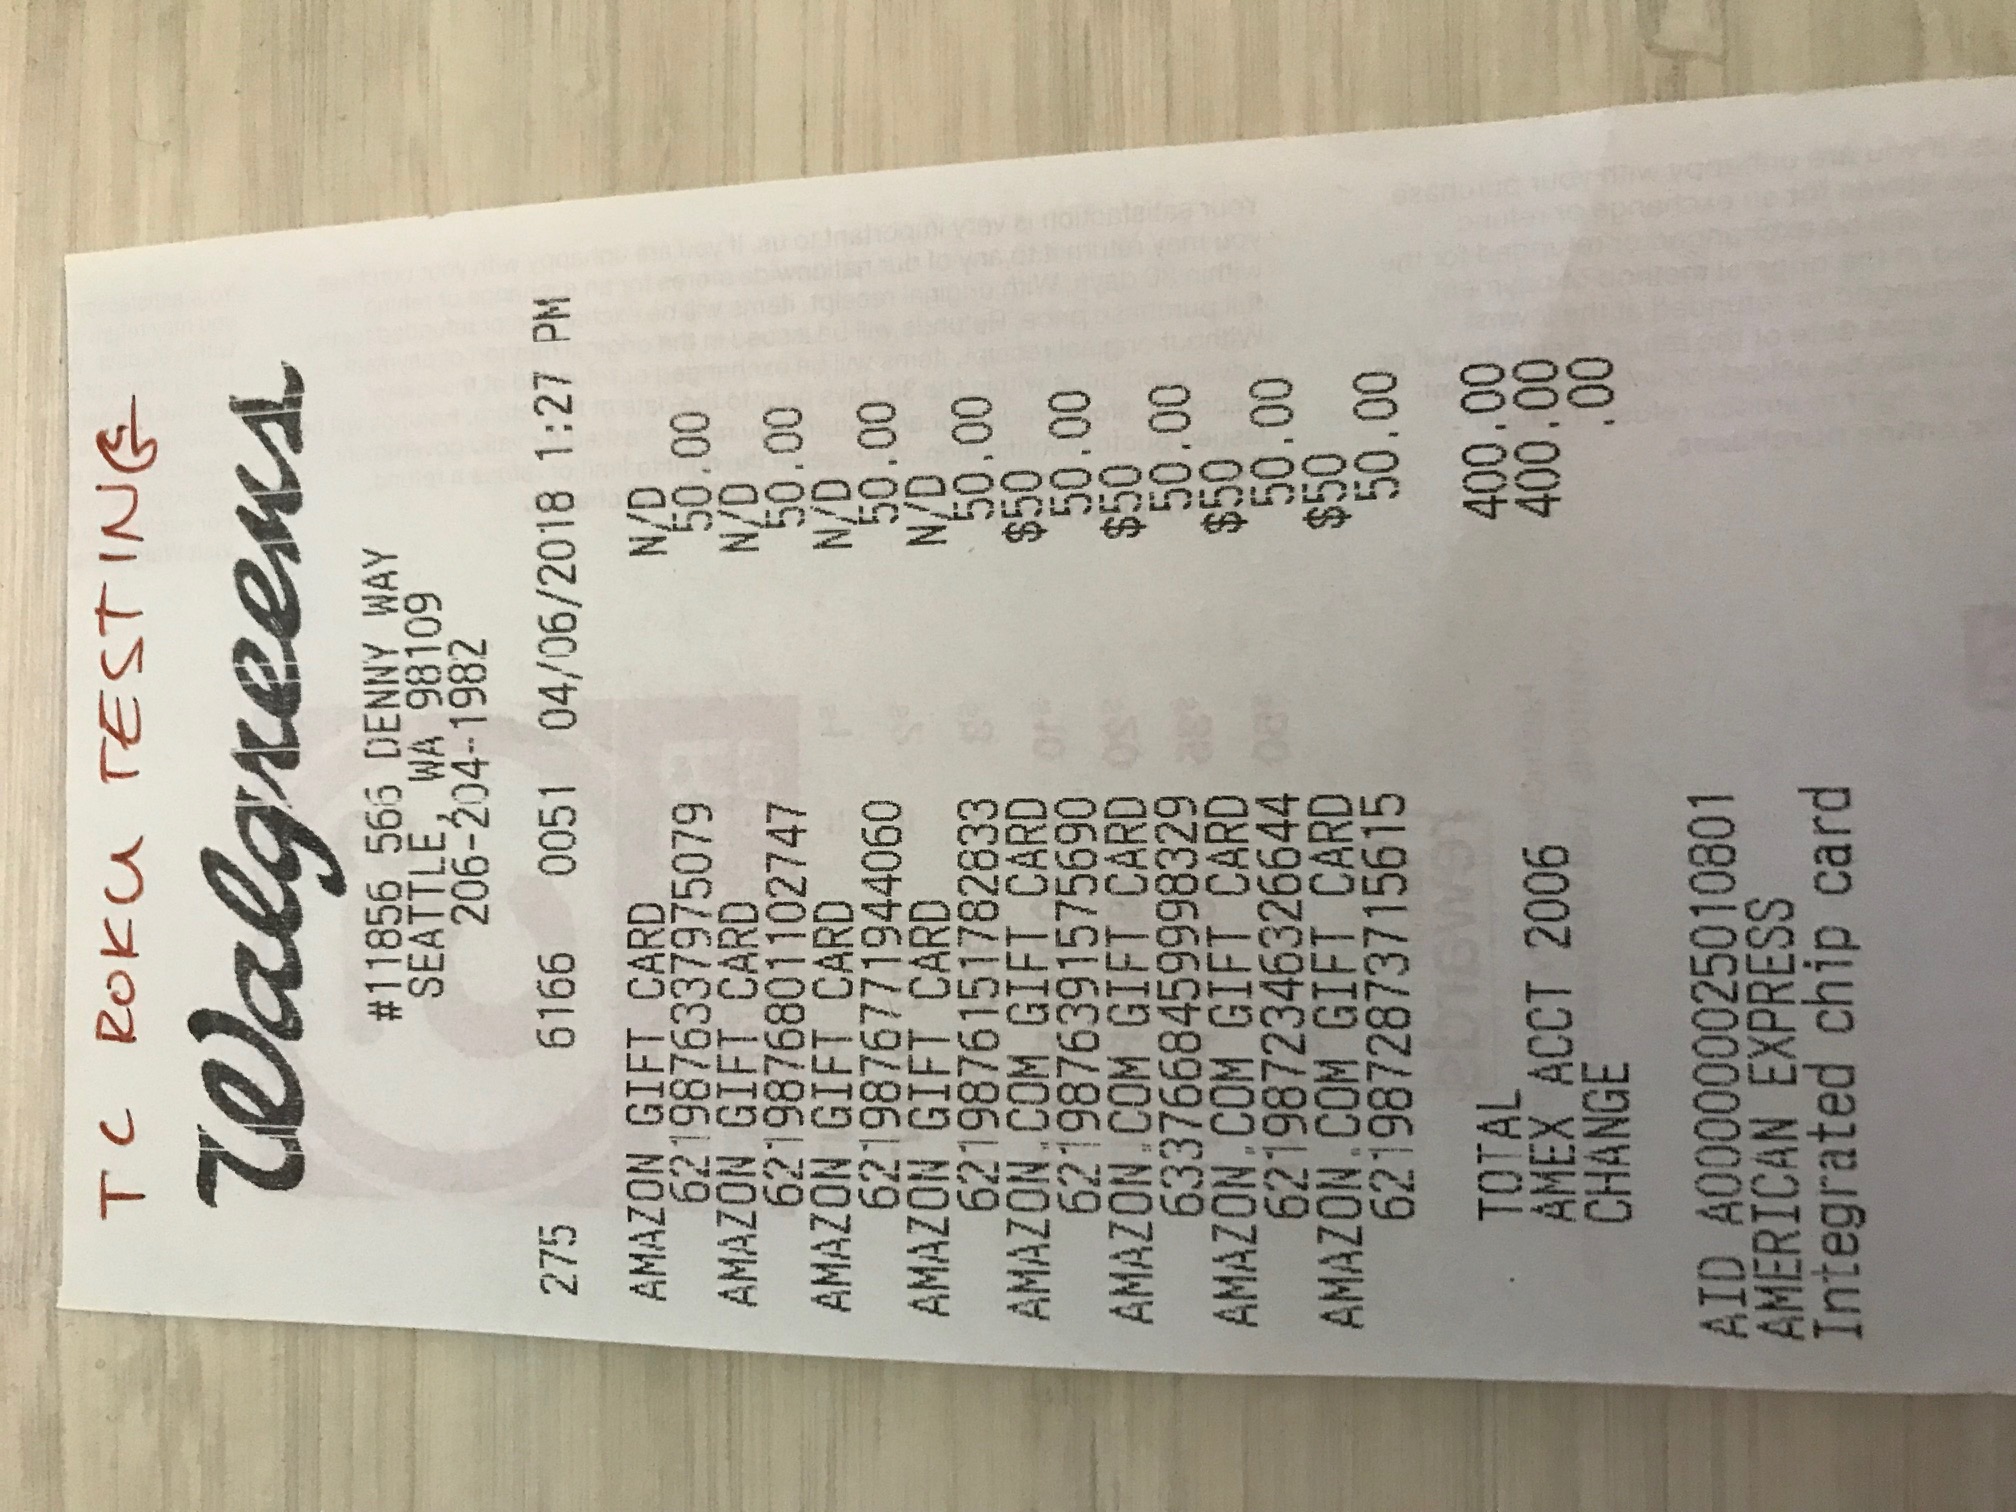 TC ROKU TESTING
Walgreens
#11856 566 DENNY WAY
SEATTLE, WA 98109
206-204-1982
275 6166 0051 04/06/2018 1:27 PM
AMAZON GIFT CARD N/D
6219876337975079 50.00
AMAZON GIFT CARD N/D
6219876801102747 50.00
AMAZON GIFT CARD N/D
6219876771944060 50.00
AMAZON GIFT CARD N/D
6219876151782833 50.00
AMAZON.COM GIFT CARD $50
6219876391575690 50.00
AMAZON.COM GIFT CARD $50
6337668459998329 50.00
AMAZON.COM GIFT CARD $50
6219872346326644 50.00
AMAZON.COM GIFT CARD $50
6219872873715615 50.00
TOTAL 400.00
AMEX ACCT 2006 400.00
CHANGE .00
AID A000000025010801
AMERICAN EXPRESS
Integrated chip card